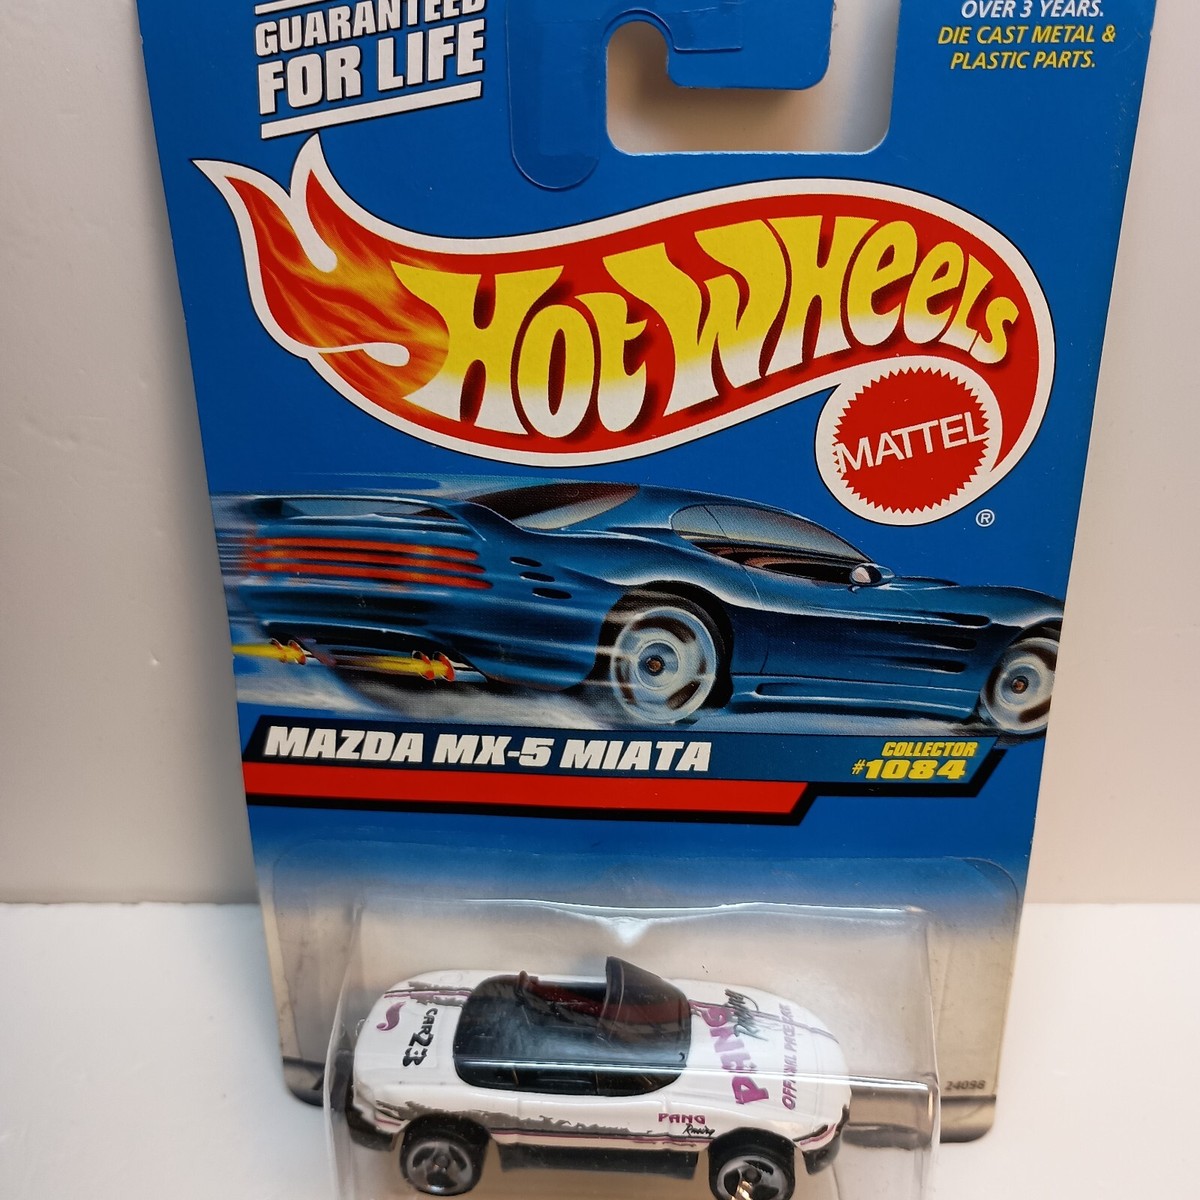 GUARANTEED
FOR LIFE
OVER 3 YEARS.
DIE CAST METAL &
PLASTIC PARTS.
HOT WHEELS
MATTEL
®
MAZDA MX-5 MIATA
COLLECTOR
#1084
CAR 23
PANG
Racing
OFFICIAL PACE CAR
PANG
Racing
24098